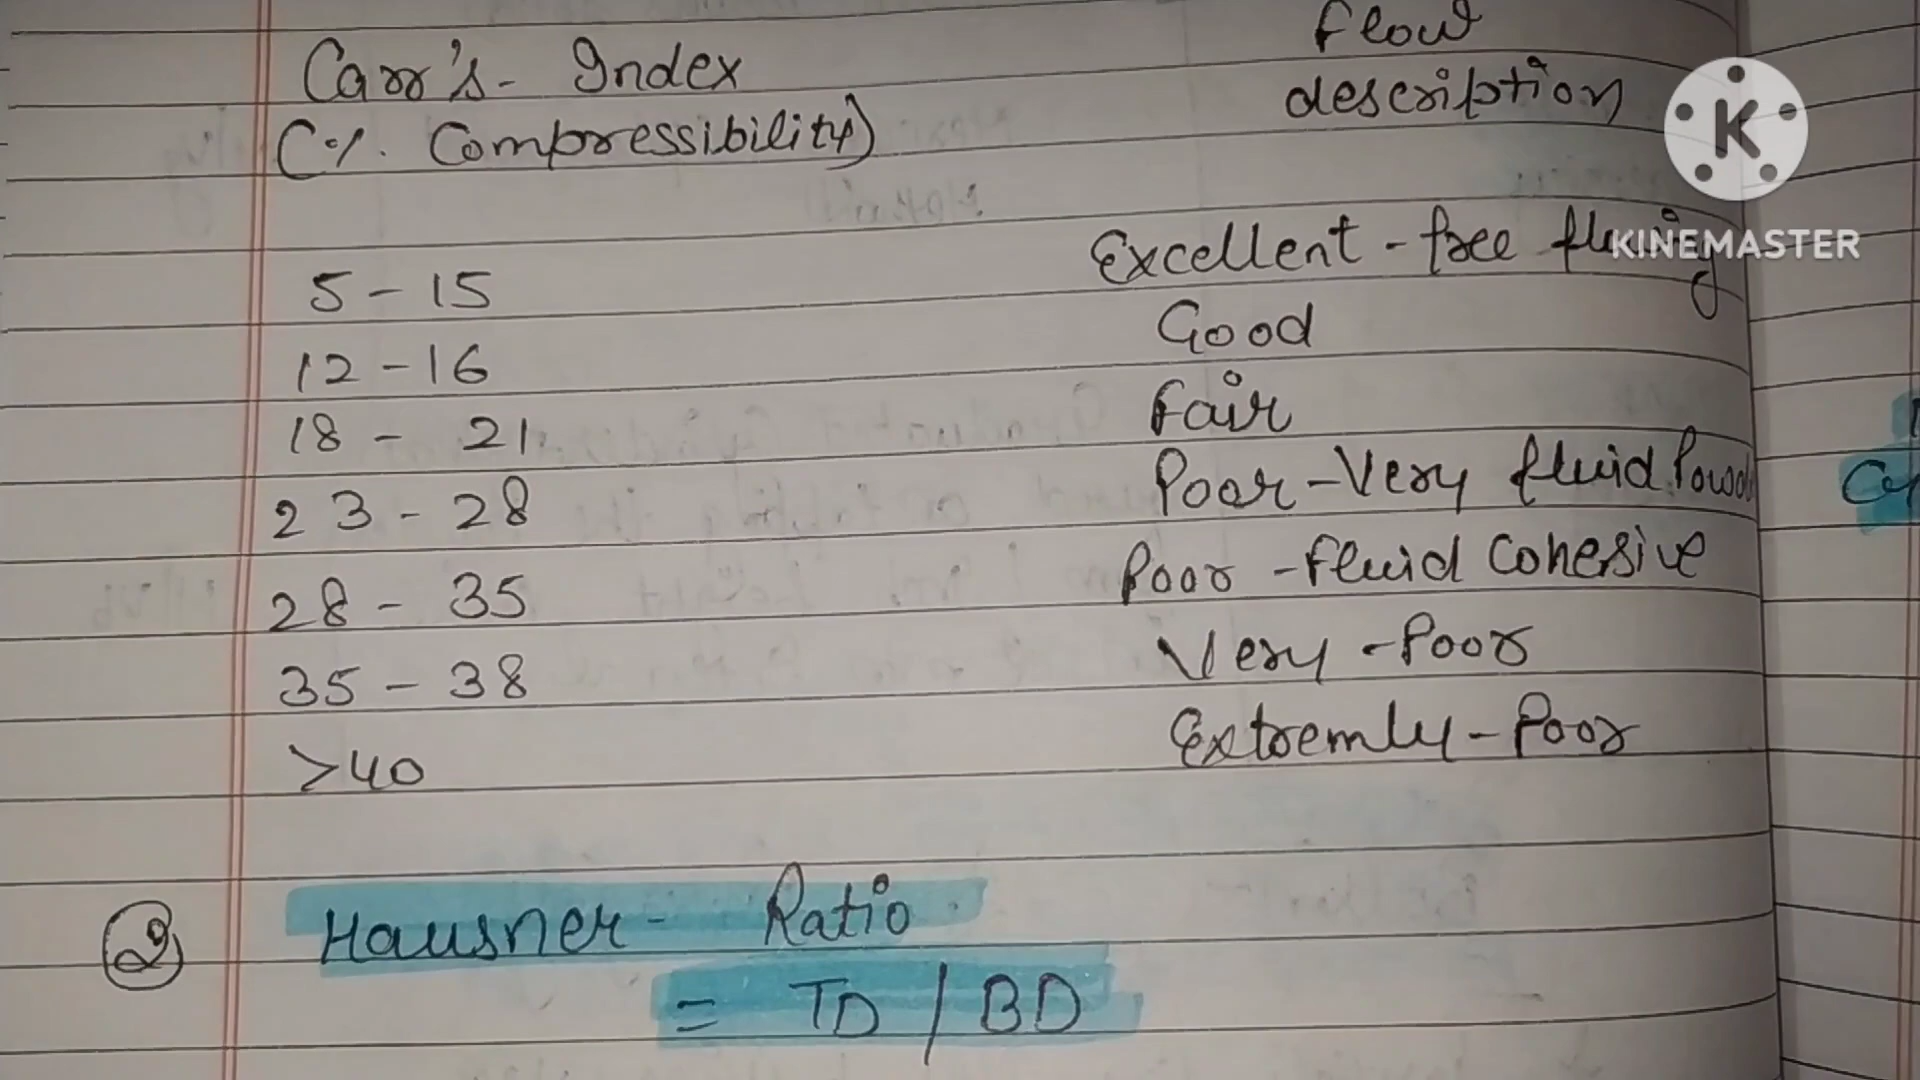 Carr's- Index
(% Compressibility)
flow
description
5-15 Excellent - free flowing
12-16 Good
18 - 21 Fair
23 - 28 Poor-Very fluid Powd
28 - 35 Poor -fluid Cohesive
35 - 38 Very -Poor
>40 Extremly-Poor
2 Hausner- Ratio
= TD / BD
K
KINEMASTER